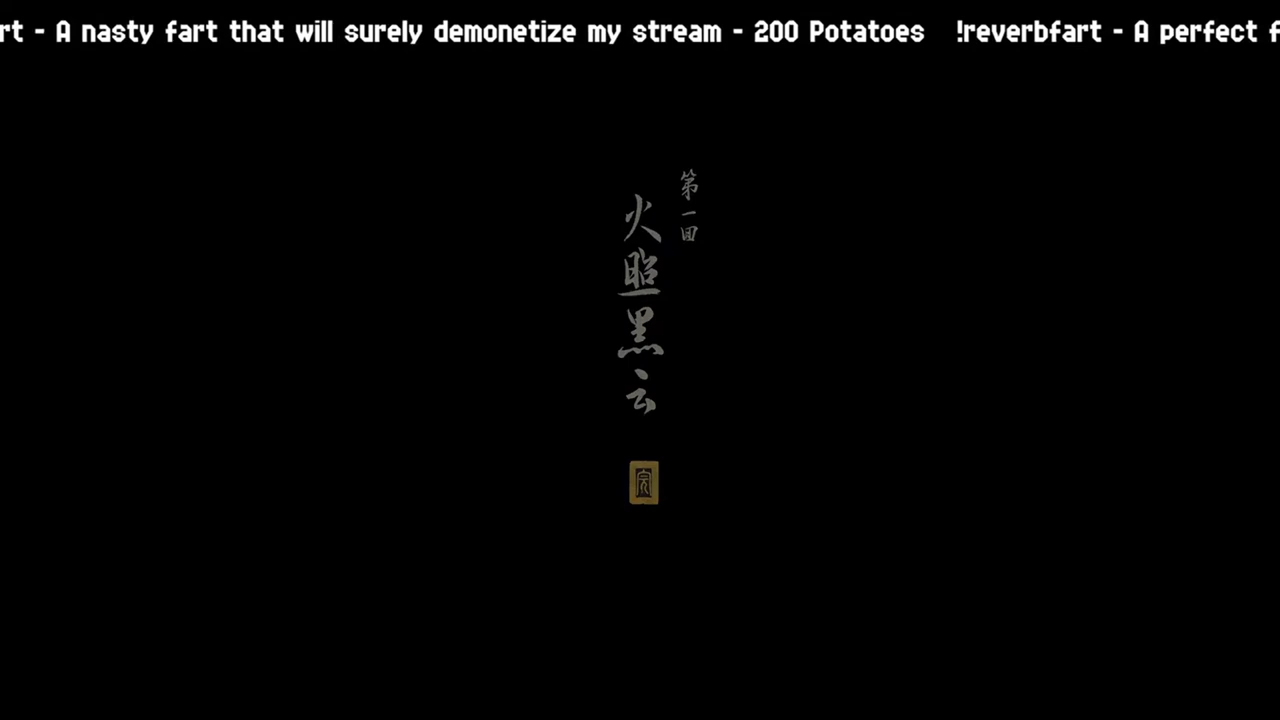 rt - A nasty fart that will surely demonetize my stream - 200 Potatoes !reverbfart - A perfect f
第一回
火照黑云